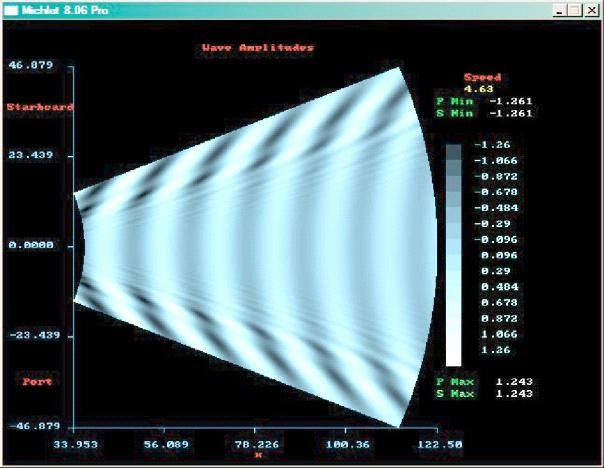 Michlet 8.06 Pro
Wave Amplitudes
46.879
Starboard
23.439
0.0000
-23.439
Port
-46.879
33.953 56.089 78.226 100.36 122.50
x
Speed
4.63
P Min -1.261
S Min -1.261
-1.26
-1.066
-0.872
-0.678
-0.484
-0.29
-0.096
0.096
0.29
0.484
0.678
0.872
1.066
1.26
P Max 1.243
S Max 1.243